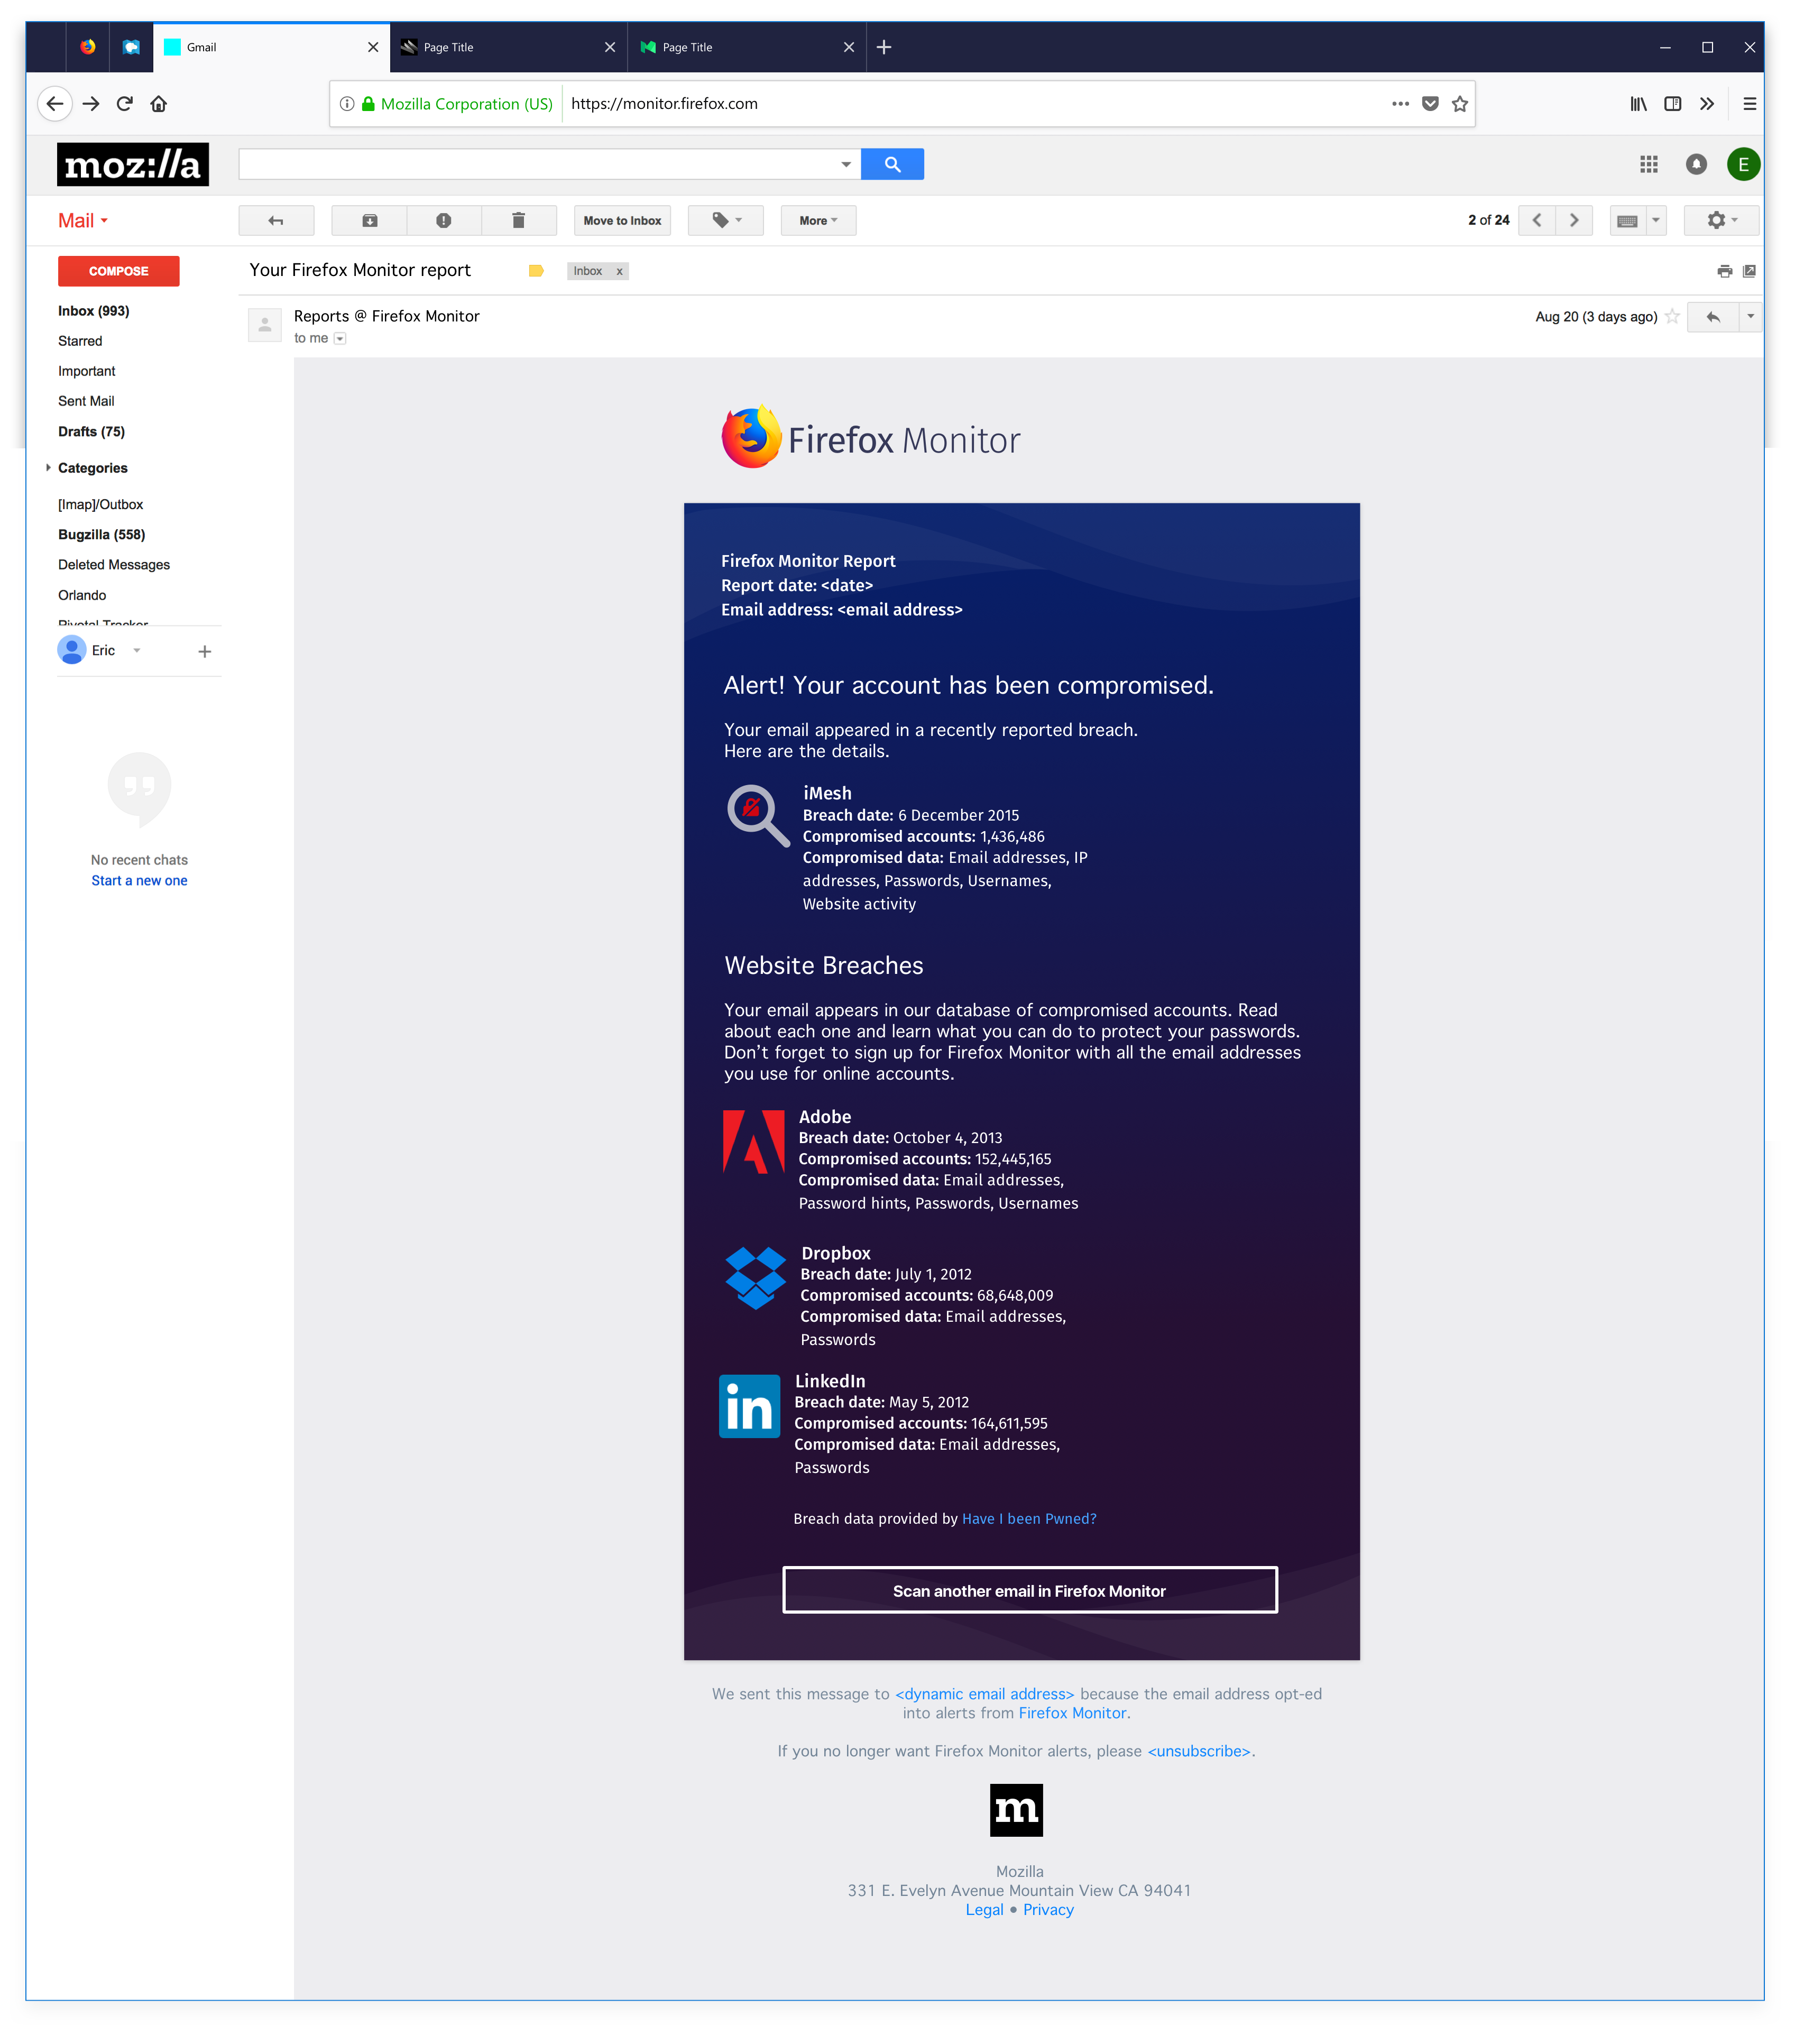 Gmail
Page Title
Page Title
Mozilla Corporation (US)
https://monitor.firefox.com
moz://a
E
Mail
Move to Inbox
More
2 of 24
COMPOSE
Your Firefox Monitor report
Inbox x
Inbox (993)
Reports @ Firefox Monitor
Aug 20 (3 days ago)
to me
Starred
Important
Sent Mail
Drafts (75)
Categories
[Imap]/Outbox
Bugzilla (558)
Deleted Messages
Orlando
Pivotal Tracker
Eric
No recent chats
Start a new one
Firefox Monitor
Firefox Monitor Report
Report date: <date>
Email address: <email address>
Alert! Your account has been compromised.
Your email appeared in a recently reported breach.
Here are the details.
iMesh
Breach date: 6 December 2015
Compromised accounts: 1,436,486
Compromised data: Email addresses, IP
addresses, Passwords, Usernames,
Website activity
Website Breaches
Your email appears in our database of compromised accounts. Read
about each one and learn what you can do to protect your passwords.
Don’t forget to sign up for Firefox Monitor with all the email addresses
you use for online accounts.
Adobe
Breach date: October 4, 2013
Compromised accounts: 152,445,165
Compromised data: Email addresses,
Password hints, Passwords, Usernames
Dropbox
Breach date: July 1, 2012
Compromised accounts: 68,648,009
Compromised data: Email addresses,
Passwords
in
LinkedIn
Breach date: May 5, 2012
Compromised accounts: 164,611,595
Compromised data: Email addresses,
Passwords
Breach data provided by Have I been Pwned?
Scan another email in Firefox Monitor
We sent this message to <dynamic email address> because the email address opt-ed
into alerts from Firefox Monitor.
If you no longer want Firefox Monitor alerts, please <unsubscribe>.
m
Mozilla
331 E. Evelyn Avenue Mountain View CA 94041
Legal • Privacy